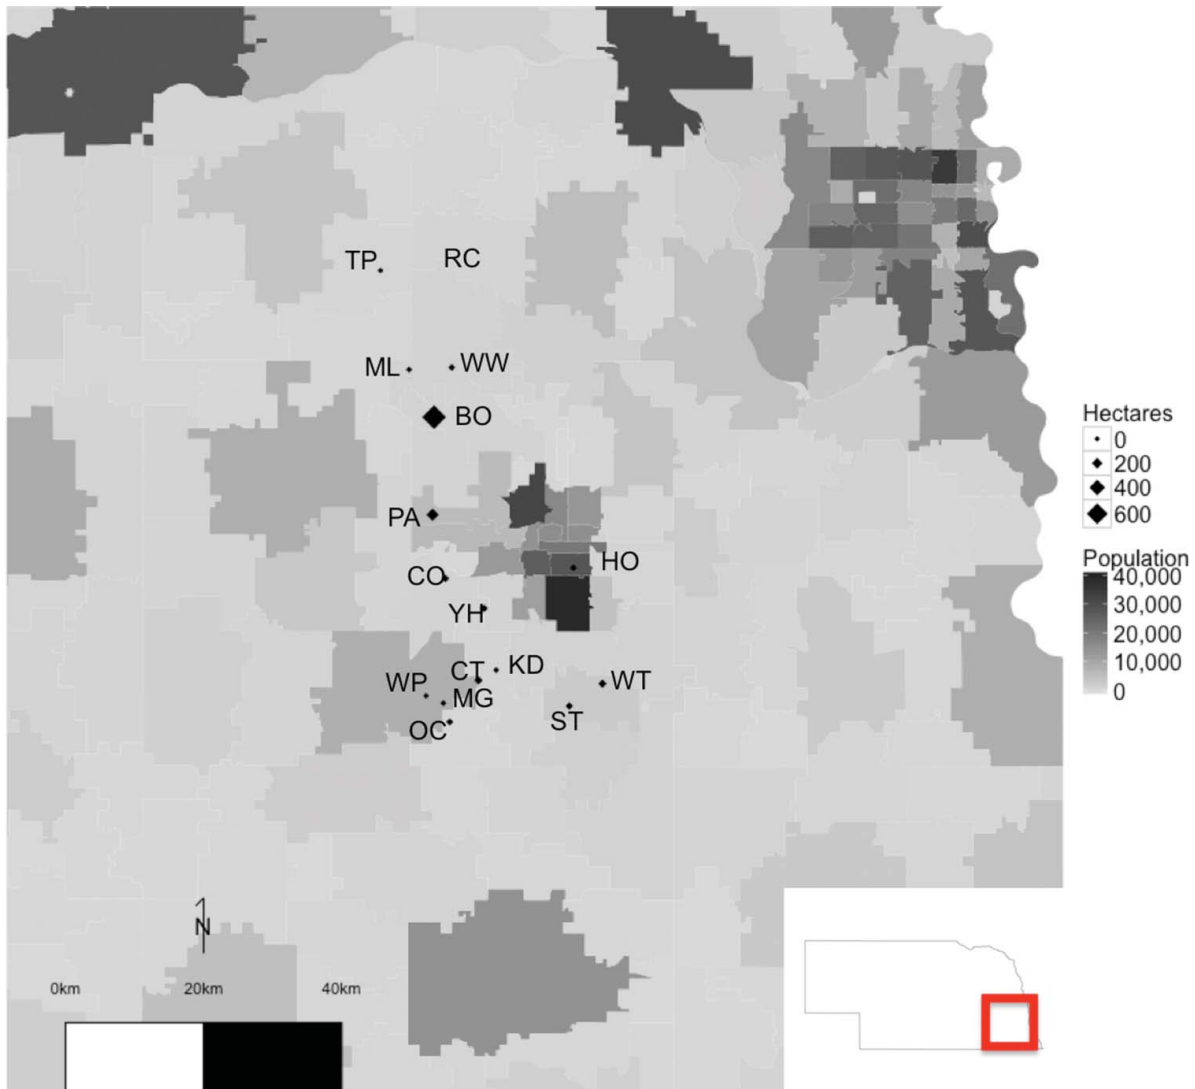 TP
RC
ML
WW
BO
PA
CO
HO
YH
KD
CT
WP
MG
WT
OC
ST
Hectares
0
200
400
600
Population
40,000
30,000
20,000
10,000
0
N
0km 20km 40km